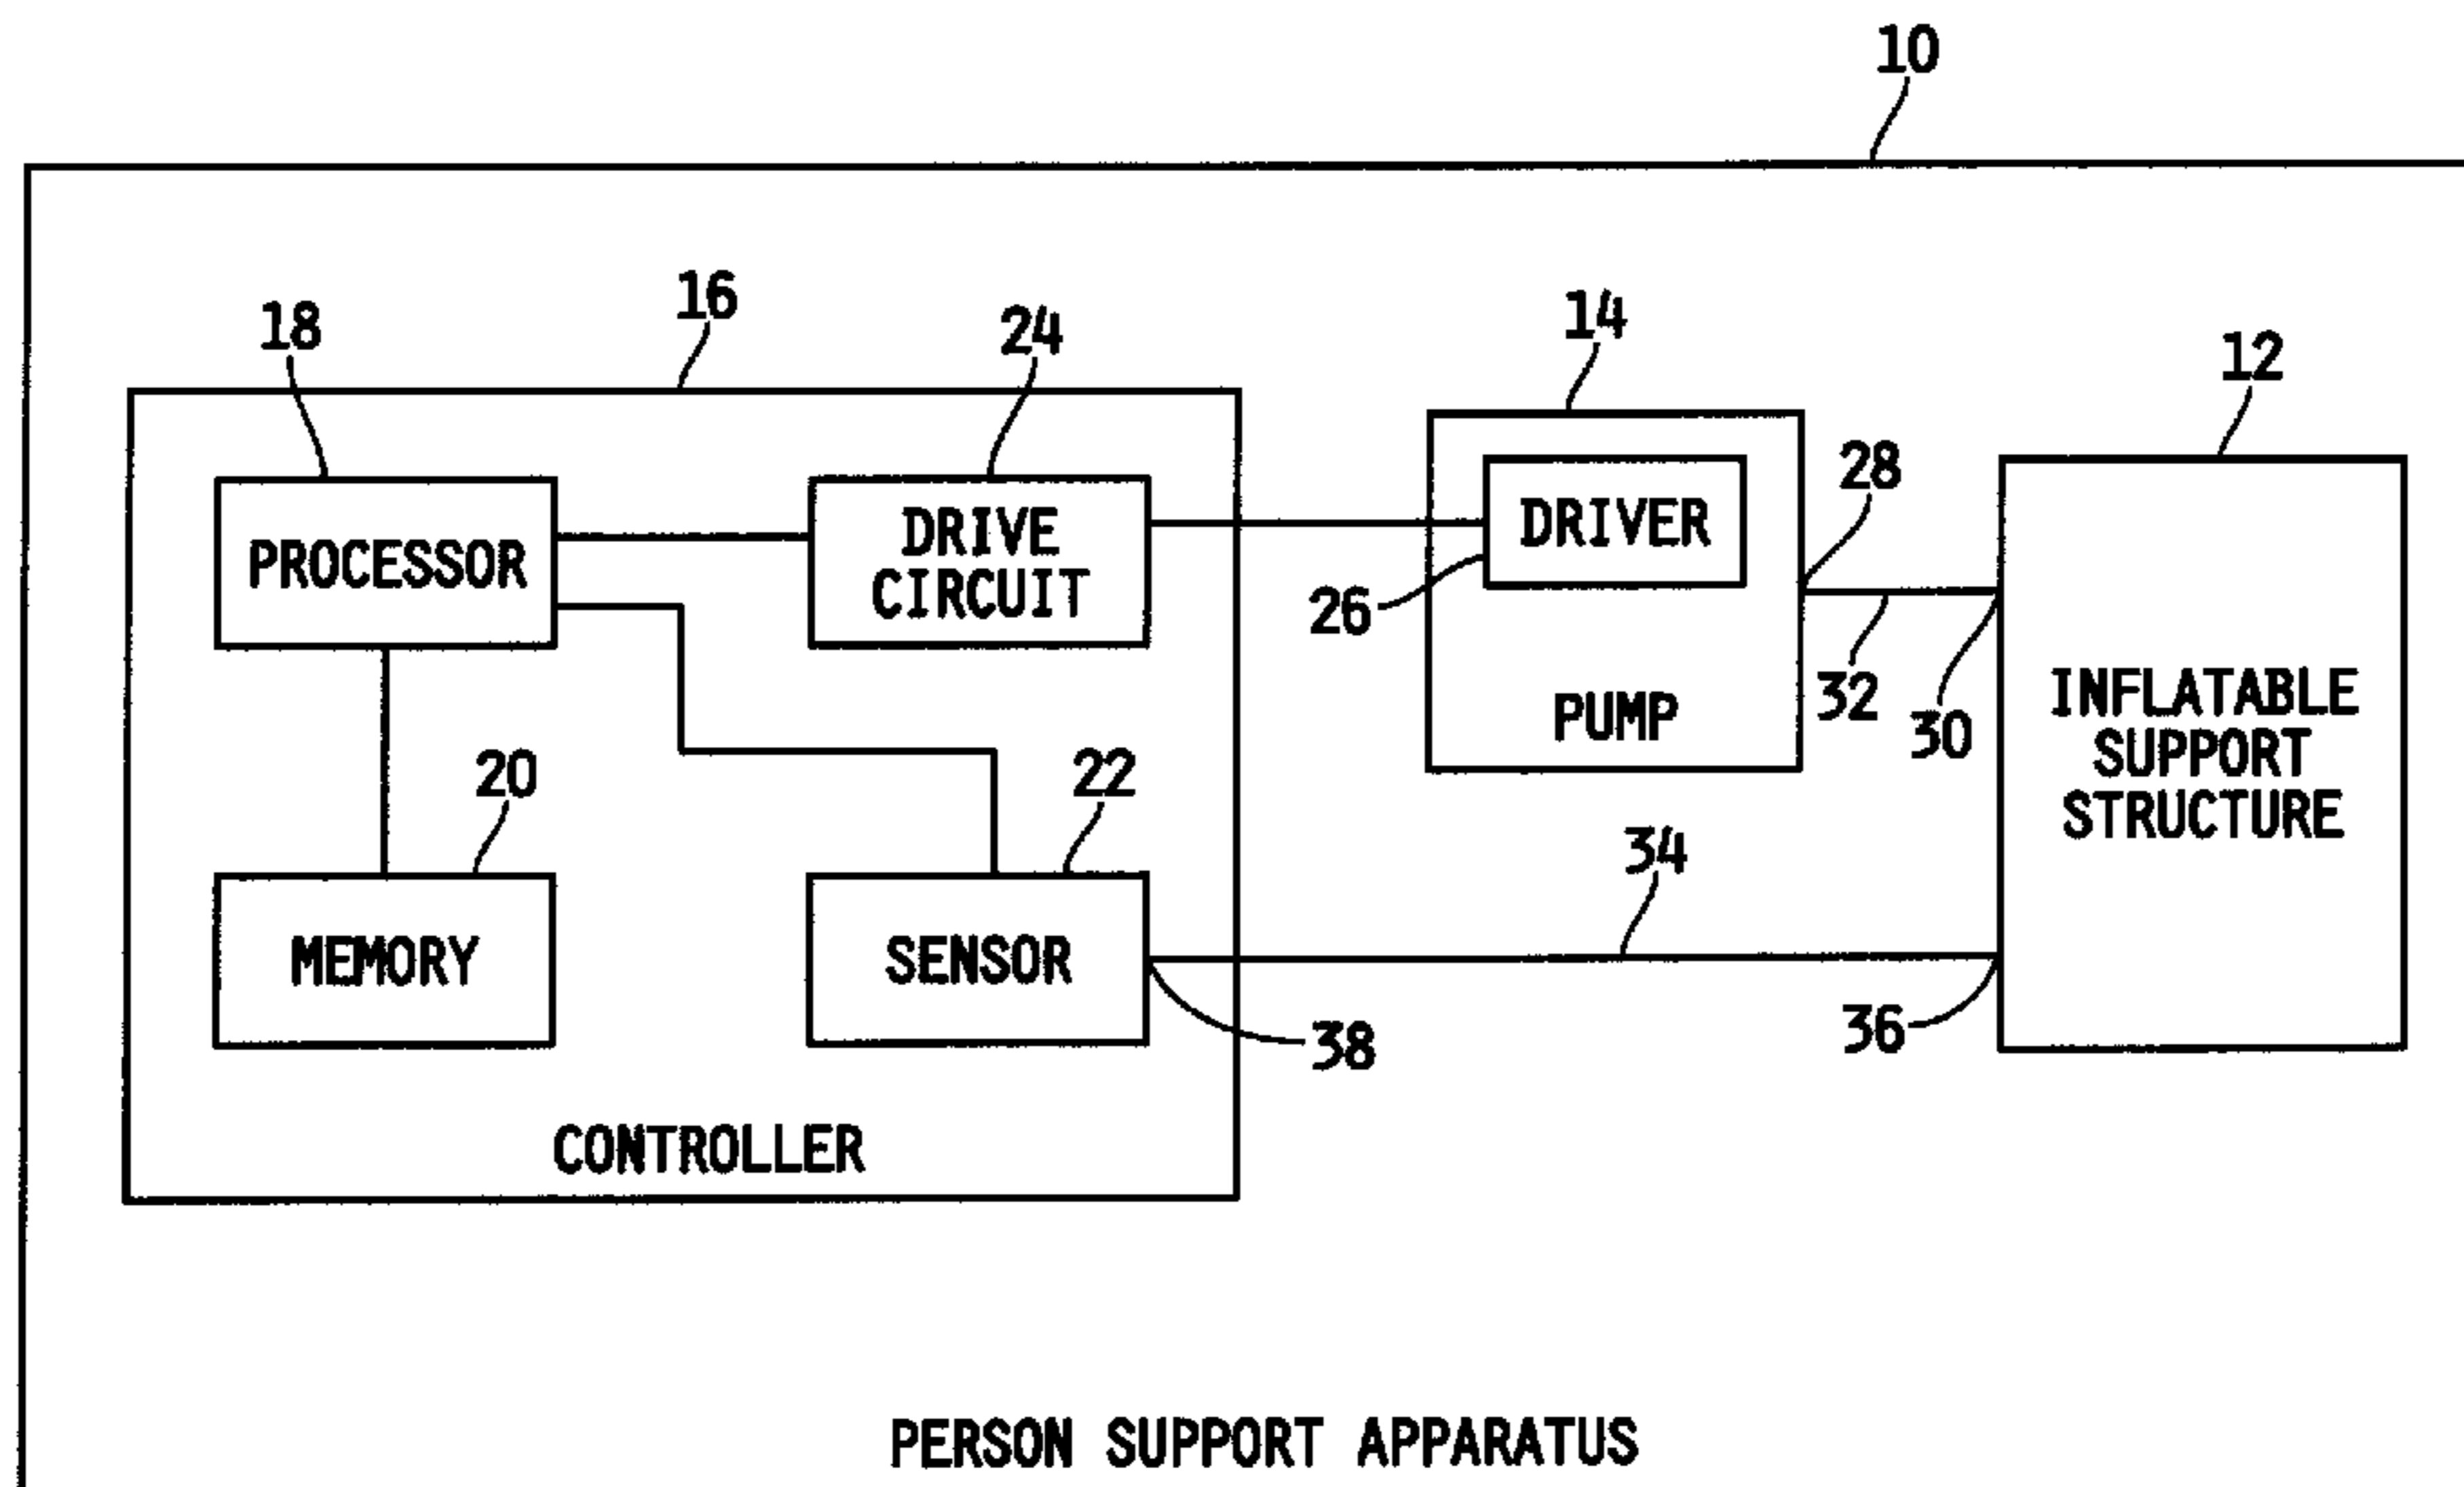 10
16
18
24
14
12
28
DRIVER
DRIVE
CIRCUIT
PROCESSOR
26
32
30
PUMP
INFLATABLE
SUPPORT
STRUCTURE
20
22
34
MEMORY
SENSOR
38
36
CONTROLLER
PERSON SUPPORT APPARATUS